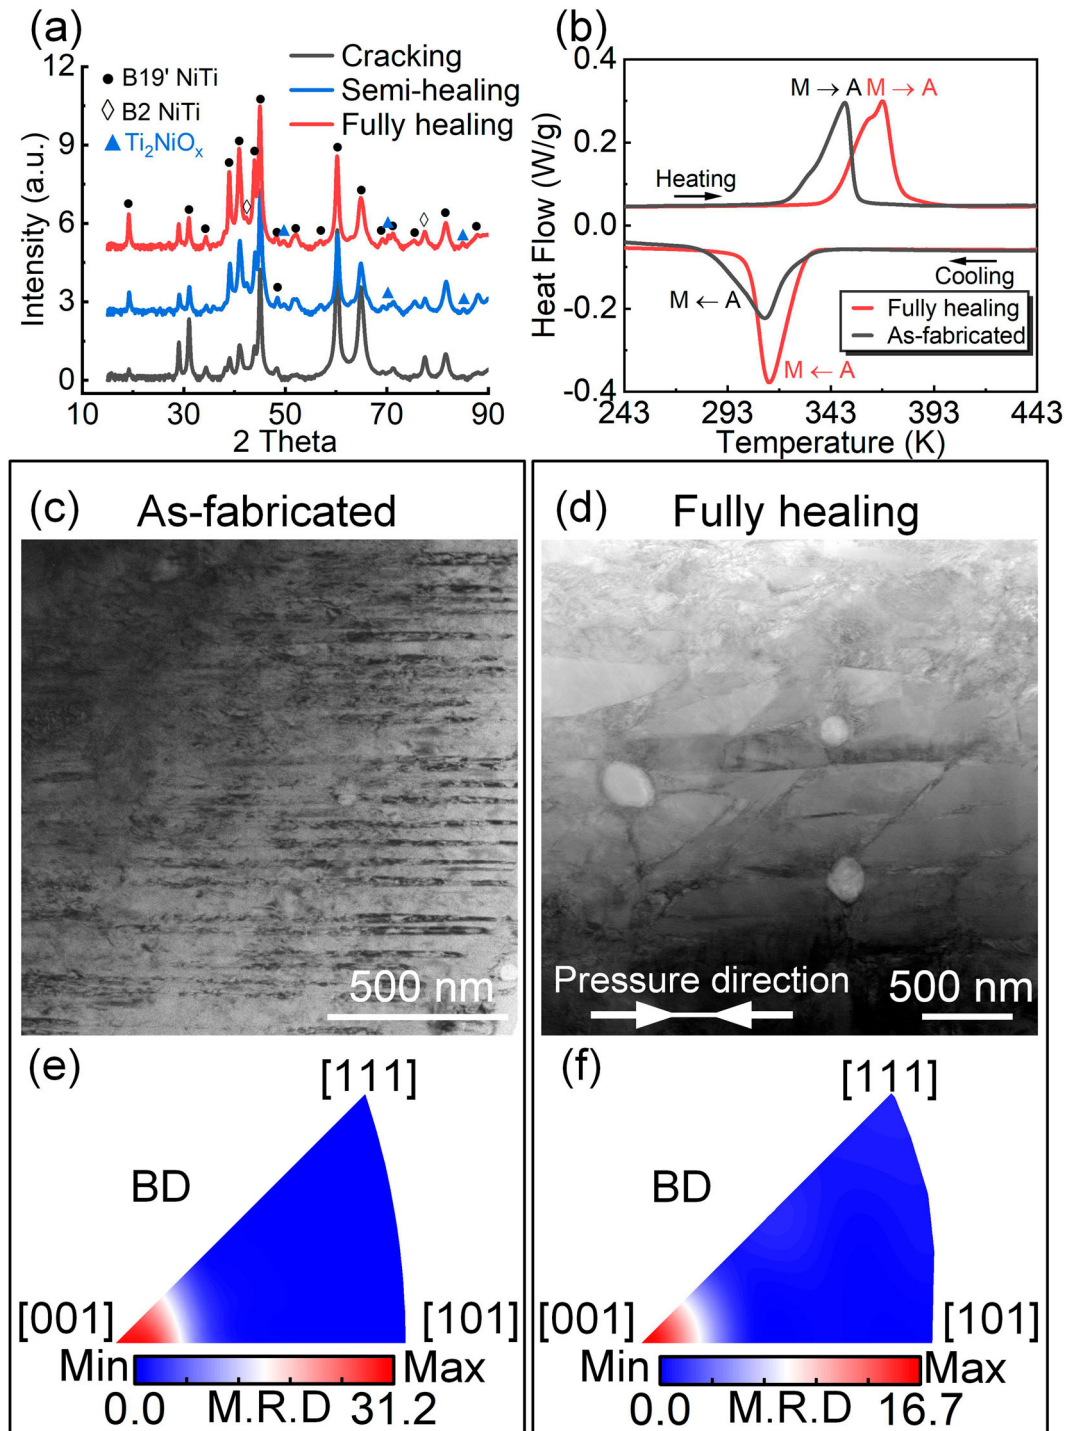 (a)
12
9
6
3
0
Intensity (a.u.)
B19' NiTi
B2 NiTi
Ti₂NiOₓ
Cracking
Semi-healing
Fully healing
10 30 50 70 90
2 Theta
(b)
0.4
0.2
0.0
-0.2
-0.4
Heat Flow (W/g)
M → A M → A
Heating
Cooling
M ← A
Fully healing
As-fabricated
M ← A
243 293 343 393 443
Temperature (K)
(c) As-fabricated
500 nm
(d) Fully healing
Pressure direction 500 nm
(e)
[111]
BD
[001] [101]
Min Max
0.0 M.R.D 31.2
(f)
[111]
BD
[001] [101]
Min Max
0.0 M.R.D 16.7